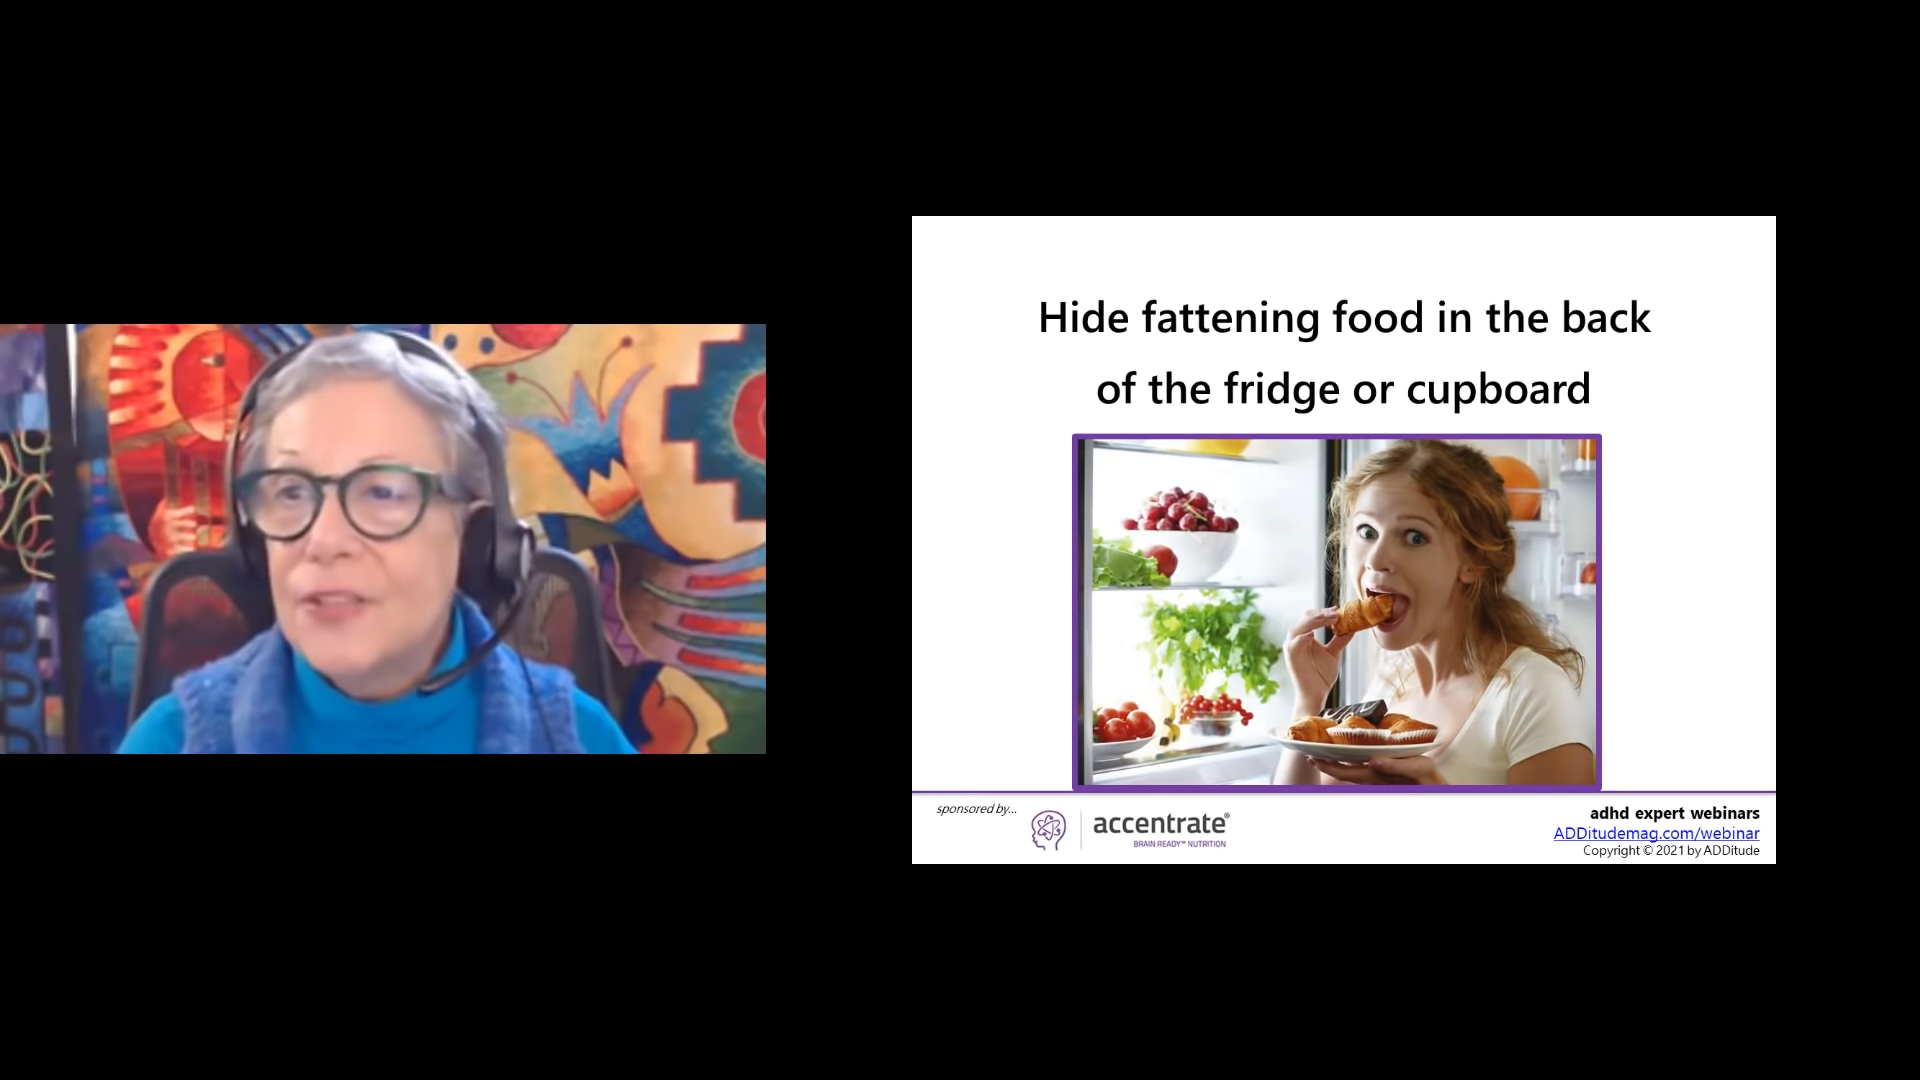 Hide fattening food in the back
of the fridge or cupboard
sponsored by...
accentrate®
BRAIN READY™ NUTRITION
adhd expert webinars
ADDitudemag.com/webinar
Copyright © 2021 by ADDitude